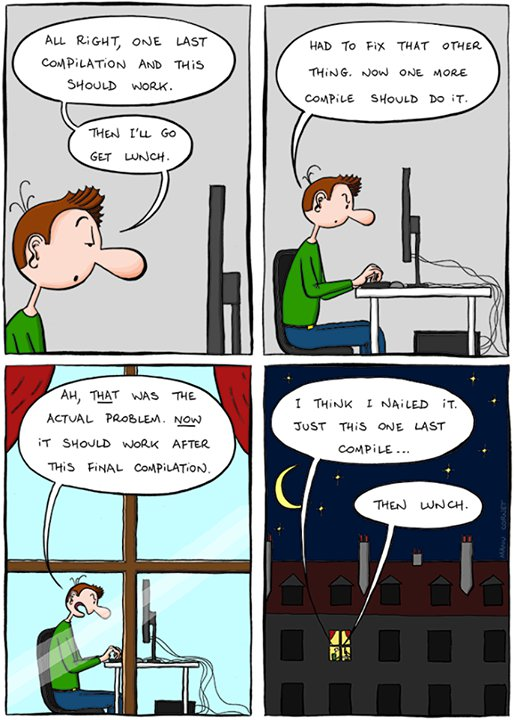 ALL RIGHT, ONE LAST
COMPILATION AND THIS
SHOULD WORK.
THEN I'LL GO
GET LUNCH.
HAD TO FIX THAT OTHER
THING. NOW ONE MORE
COMPILE SHOULD DO IT.
AH, THAT WAS THE
ACTUAL PROBLEM. NOW
IT SHOULD WORK AFTER
THIS FINAL COMPILATION.
I THINK I NAILED IT.
JUST THIS ONE LAST
COMPILE...
THEN LUNCH.
MANU CORNET